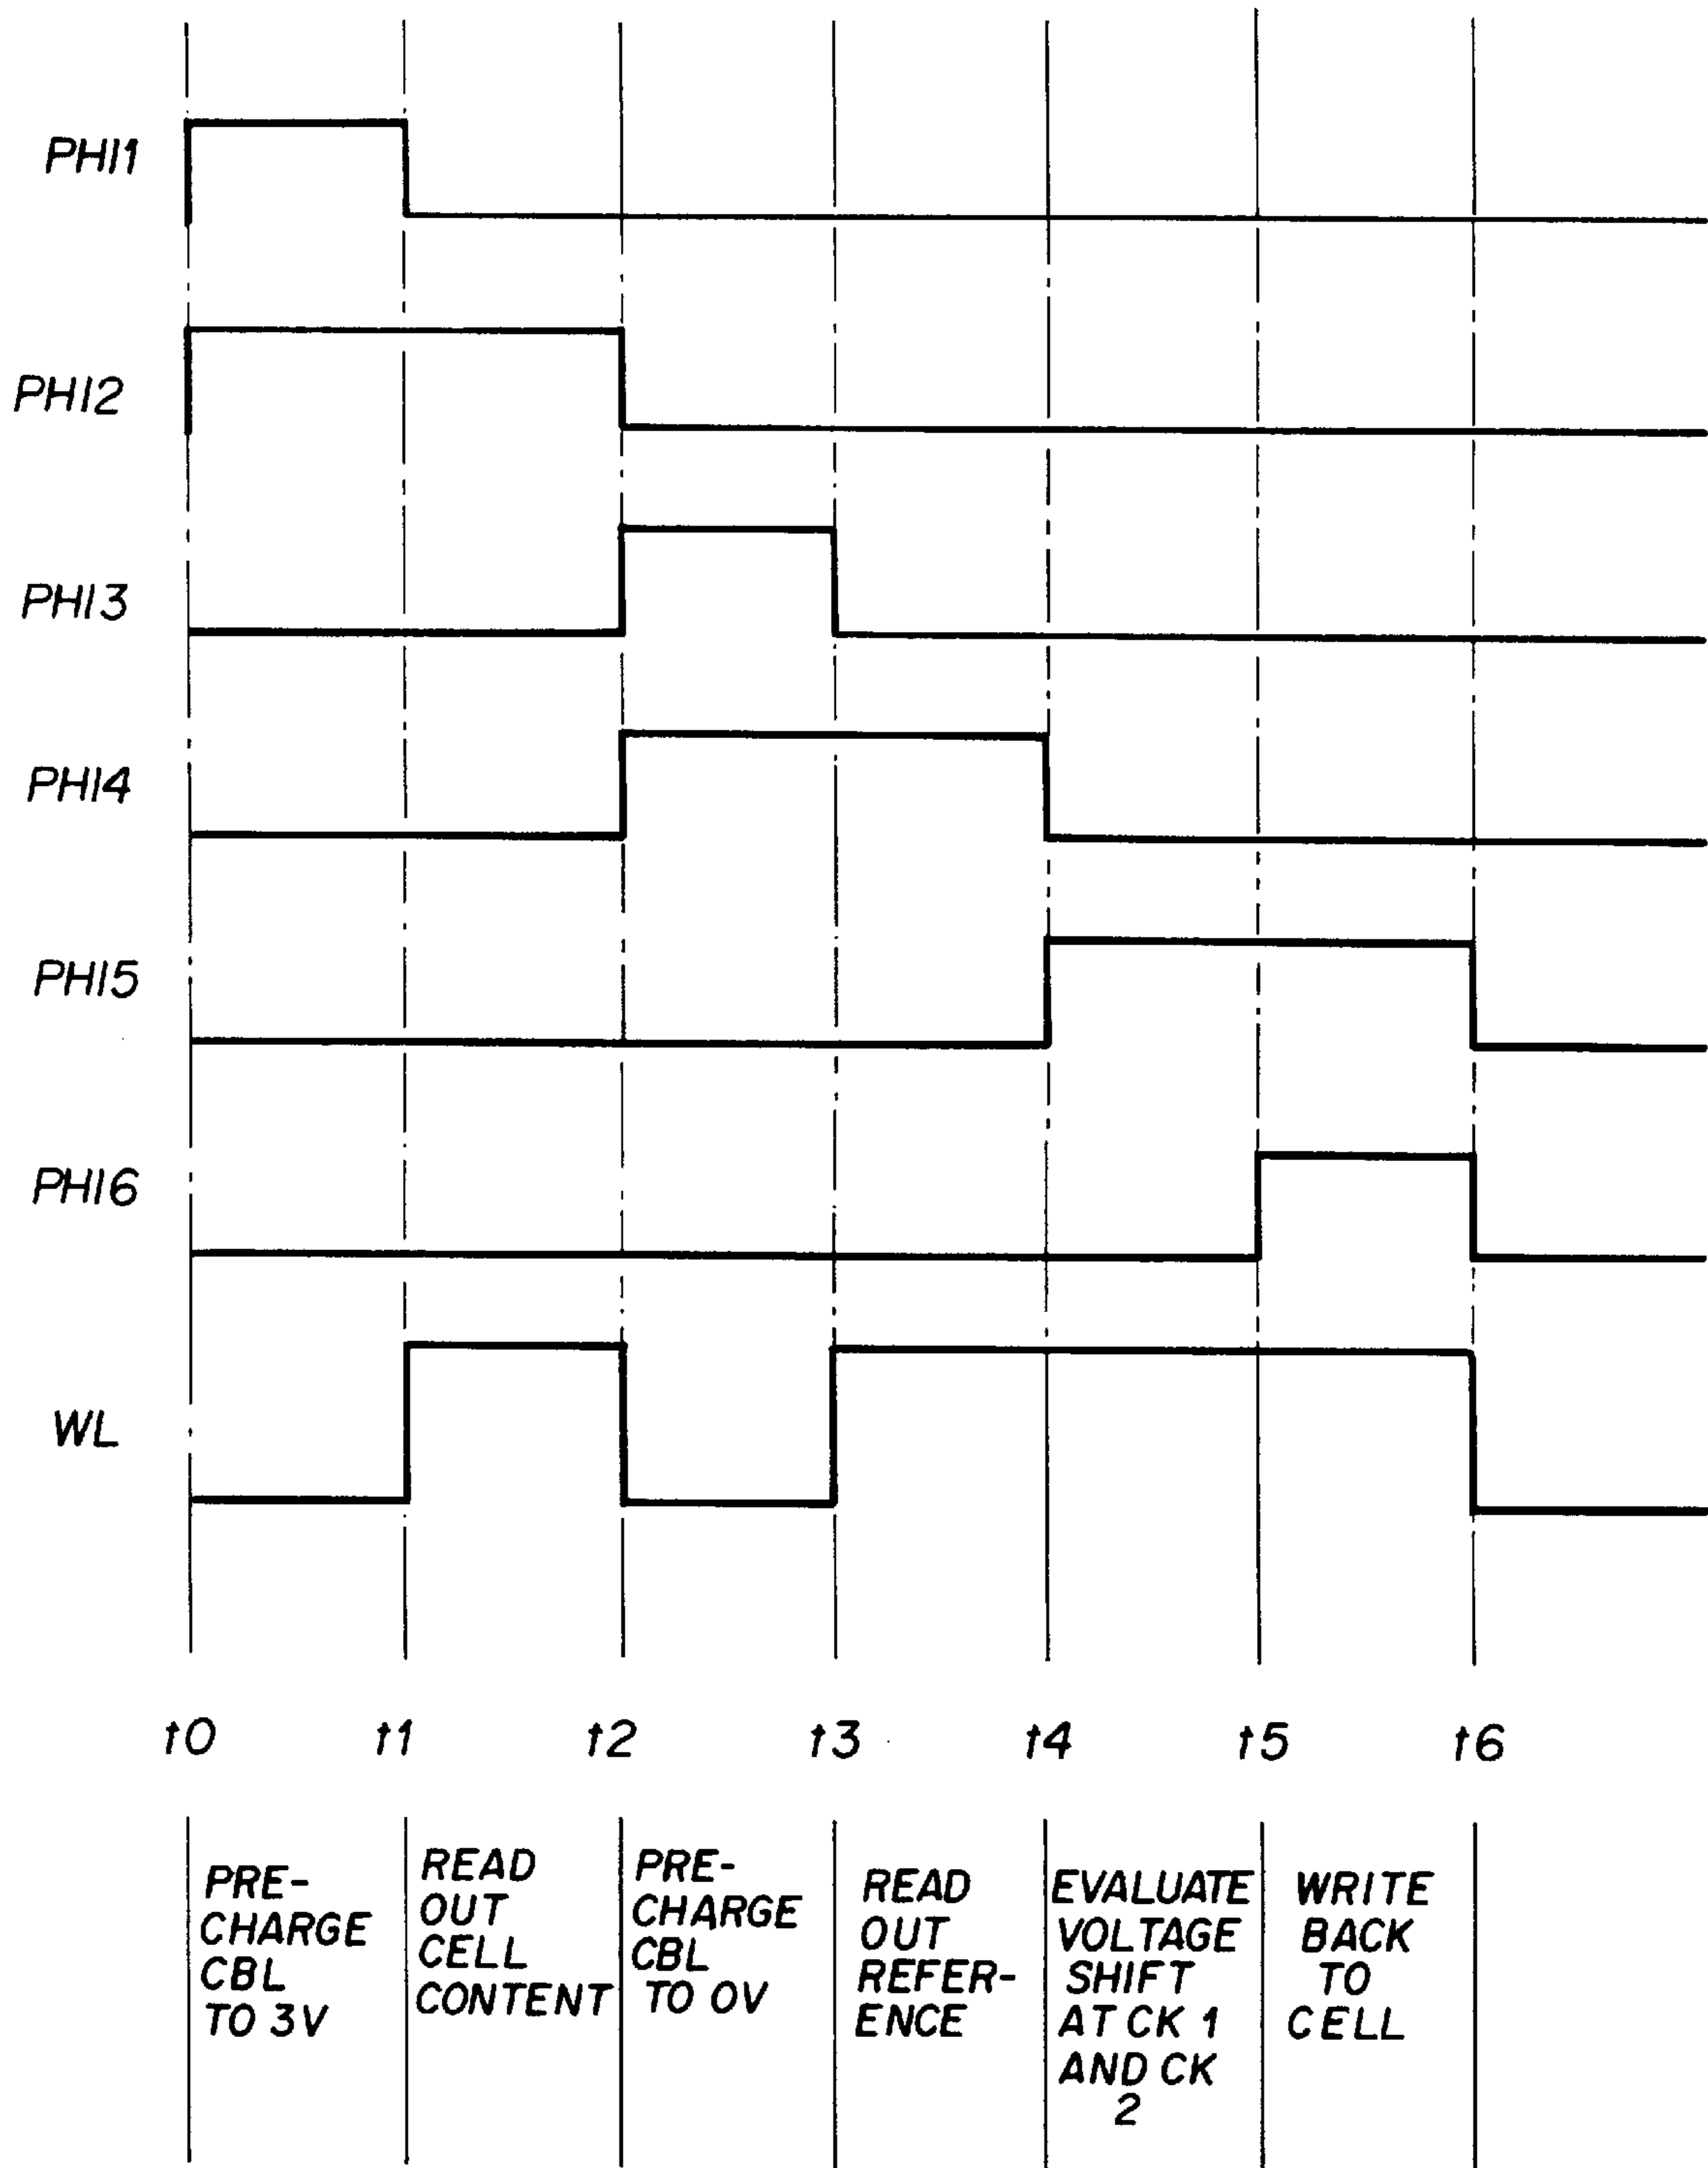 PHI1
PHI2
PHI3
PHI4
PHI5
PHI6
WL
t0 t1 t2 t3 t4 t5 t6
PRE-
CHARGE
CBL
TO 3V
READ
OUT
CELL
CONTENT
PRE-
CHARGE
CBL
TO 0V
READ
OUT
REFER-
ENCE
EVALUATE
VOLTAGE
SHIFT
AT CK 1
AND CK
2
WRITE
BACK
TO
CELL